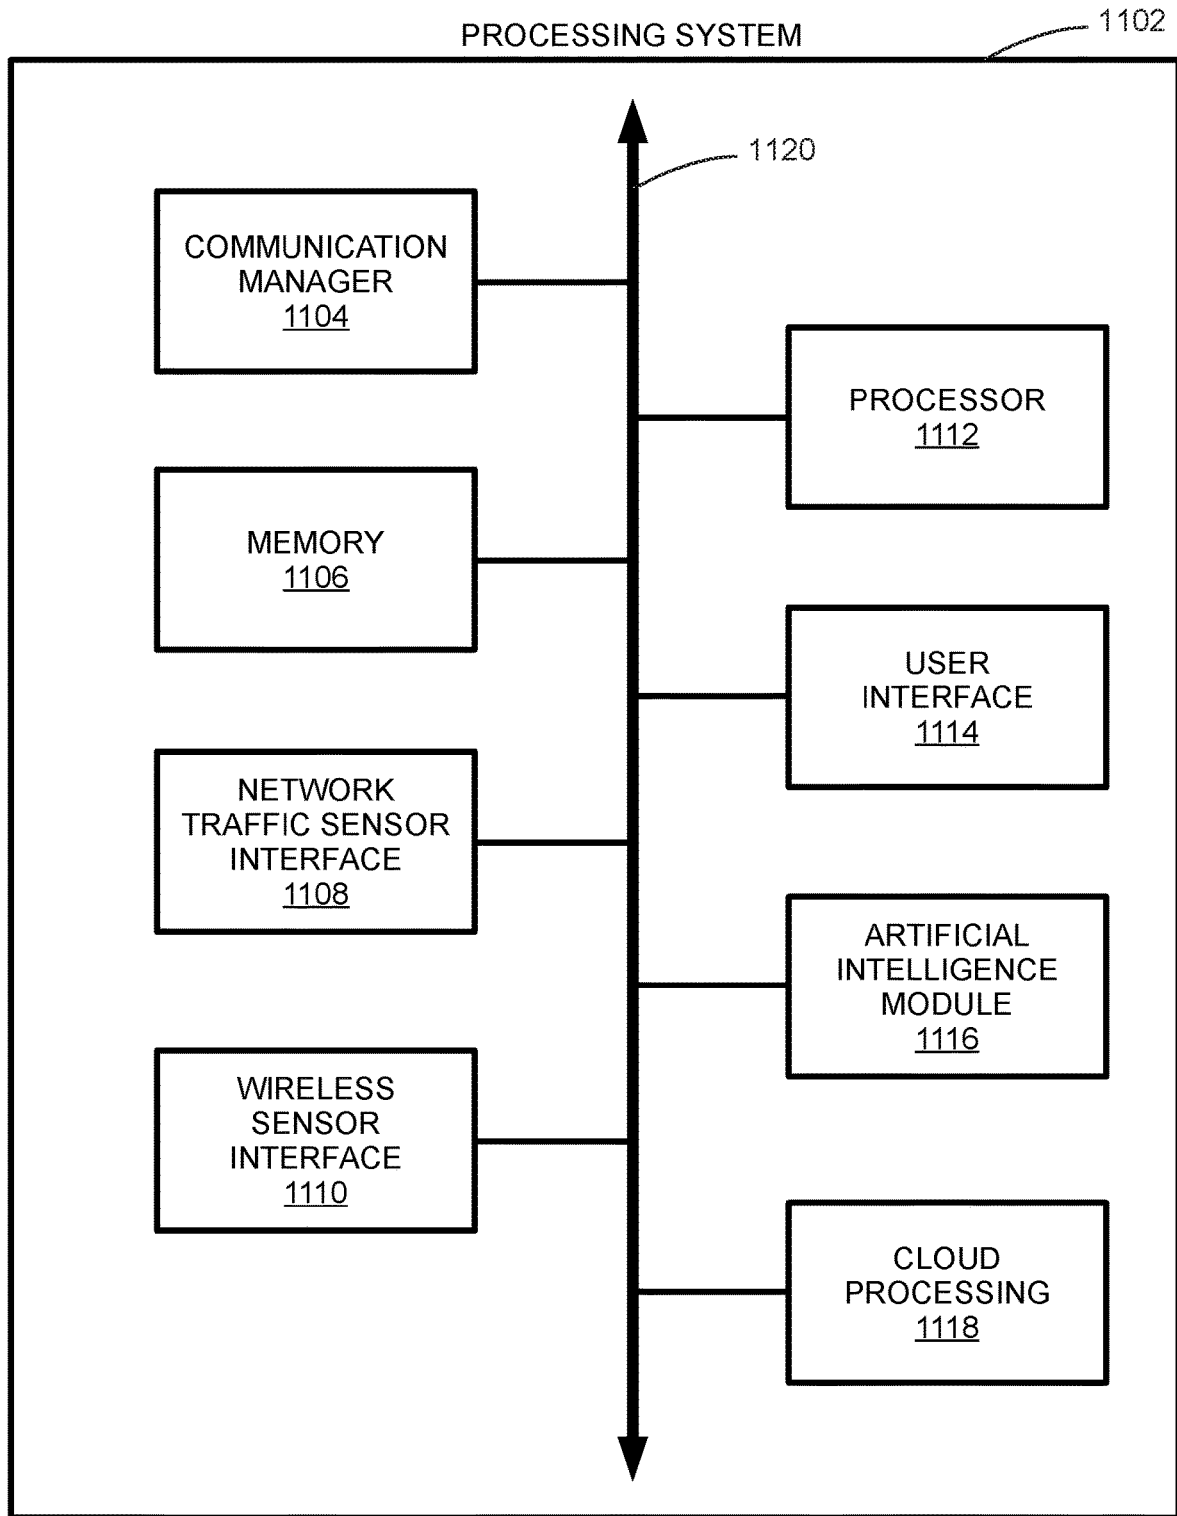 PROCESSING SYSTEM
1102
1120
COMMUNICATION
MANAGER
1104
PROCESSOR
1112
MEMORY
1106
USER
INTERFACE
1114
NETWORK
TRAFFIC SENSOR
INTERFACE
1108
ARTIFICIAL
INTELLIGENCE
MODULE
1116
WIRELESS
SENSOR
INTERFACE
1110
CLOUD
PROCESSING
1118